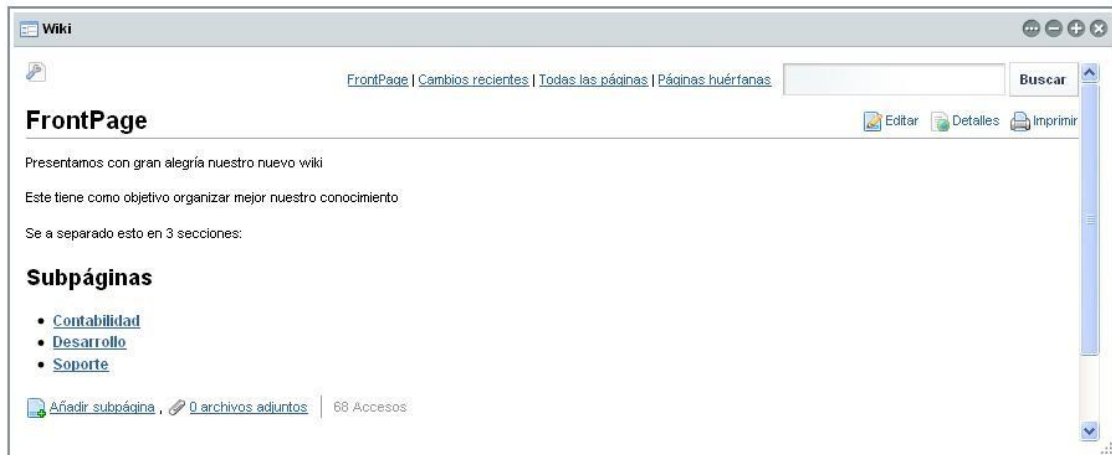 Wiki
FrontPage | Cambios recientes | Todas las páginas | Páginas huérfanas Buscar
FrontPage Editar Detalles Imprimir
Presentamos con gran alegría nuestro nuevo wiki
Este tiene como objetivo organizar mejor nuestro conocimiento
Se a separado esto en 3 secciones:
Subpáginas
• Contabilidad
• Desarrollo
• Soporte
Añadir subpágina , 0 archivos adjuntos | 68 Accesos